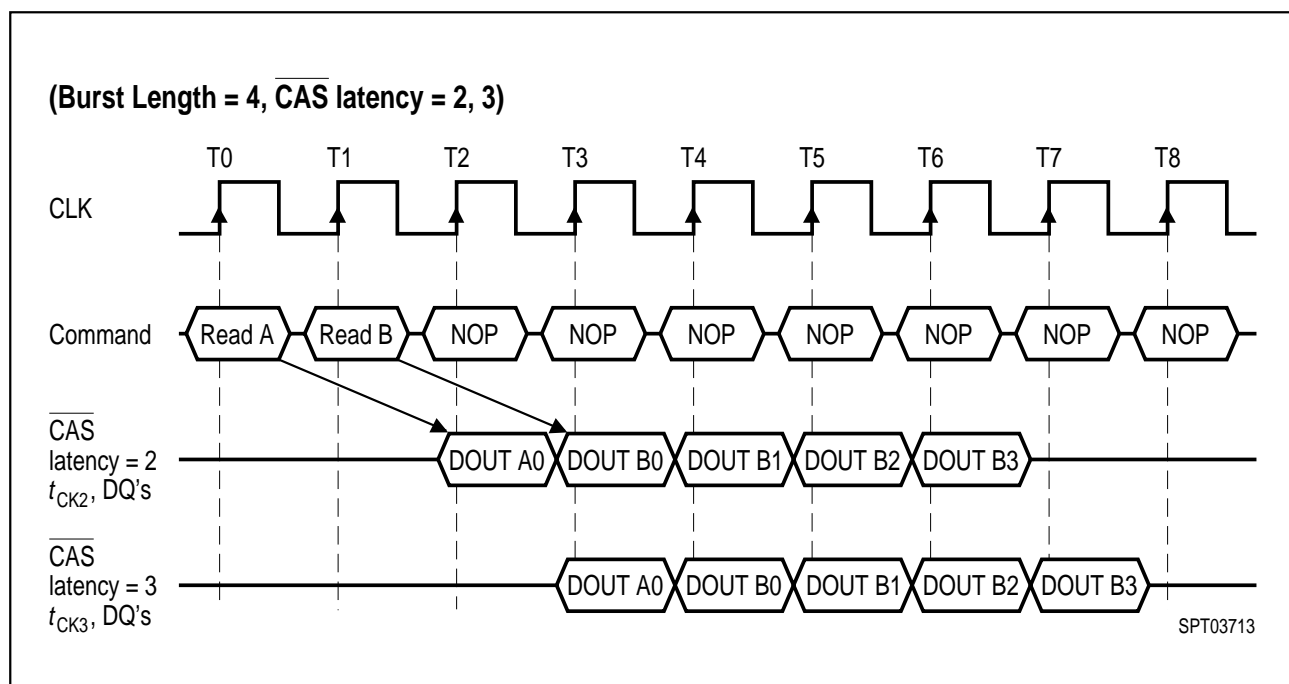 (Burst Length = 4, CAS latency = 2, 3)
T0 T1 T2 T3 T4 T5 T6 T7 T8
CLK
Command Read A Read B NOP NOP NOP NOP NOP NOP NOP
CAS
latency = 2
tCK2, DQ’s
DOUT A0 DOUT B0 DOUT B1 DOUT B2 DOUT B3
CAS
latency = 3
tCK3, DQ’s
DOUT A0 DOUT B0 DOUT B1 DOUT B2 DOUT B3
SPT03713